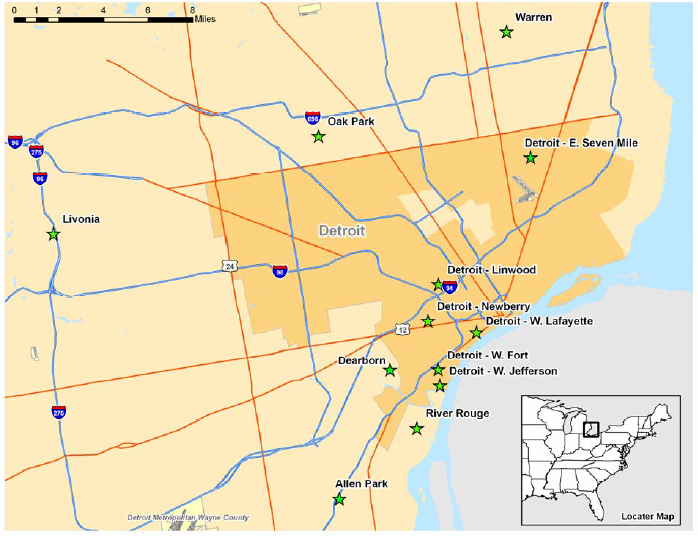 0 1 2 4 6 8
Miles
Warren
696
Oak Park
96
275
Detroit - E. Seven Mile
96
Livonia
Detroit
24
96
Detroit - Linwood
94
Detroit - Newberry
Detroit - W. Lafayette
12
Detroit - W. Fort
Dearborn
Detroit - W. Jefferson
275
River Rouge
Allen Park
Detroit Metropolitan Wayne County
Locater Map